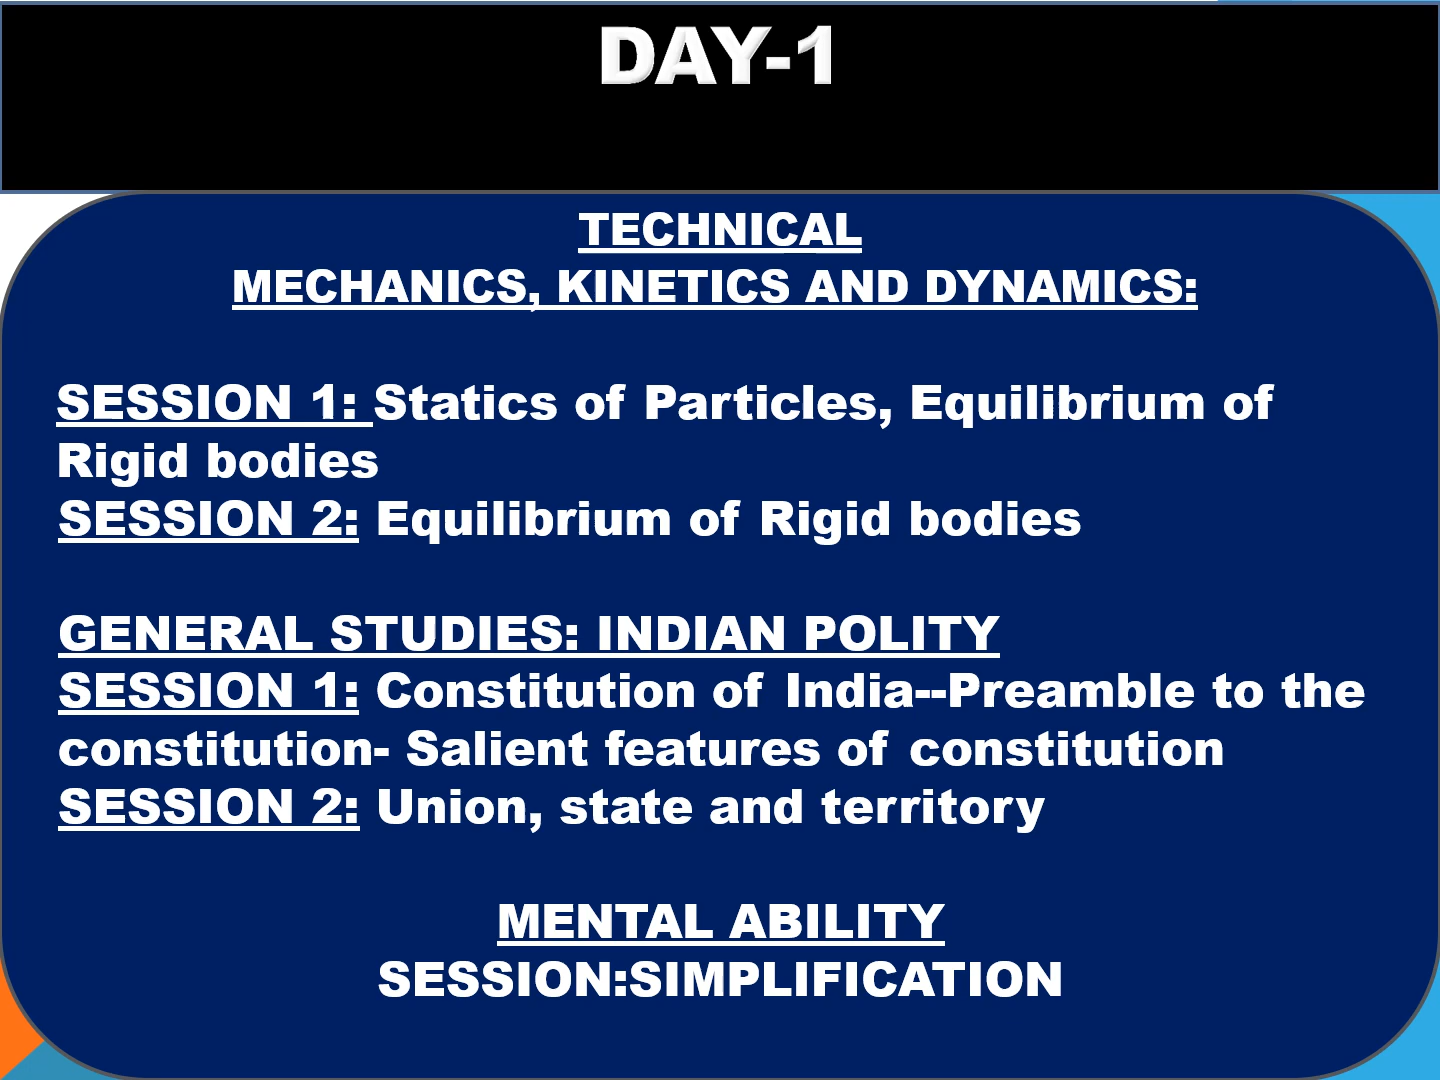 DAY-1
TECHNICAL
MECHANICS, KINETICS AND DYNAMICS:
SESSION 1: Statics of Particles, Equilibrium of
Rigid bodies
SESSION 2: Equilibrium of Rigid bodies
GENERAL STUDIES: INDIAN POLITY
SESSION 1: Constitution of India--Preamble to the
constitution- Salient features of constitution
SESSION 2: Union, state and territory
MENTAL ABILITY
SESSION:SIMPLIFICATION